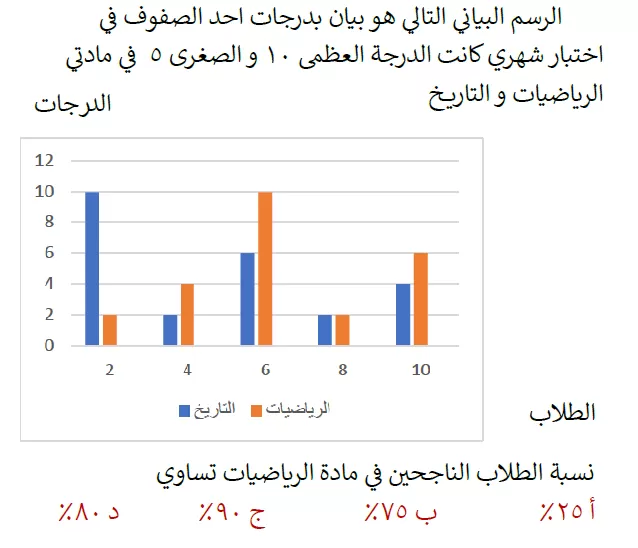 الرسم البياني التالي هو بيان بدرجات احد الصفوف في
اختبار شهري كانت الدرجة العظمى ١٠ و الصغرى ٥ في مادتي
الرياضيات و التاريخ
الدرجات
12
10
8
6
4
2
0
2 4 6 8 10
التاريخ الرياضيات
الطلاب
نسبة الطلاب الناجحين في مادة الرياضيات تساوي
أ ٢٥٪ ب ٧٥٪ ج ٩٠٪ د ٨٠٪